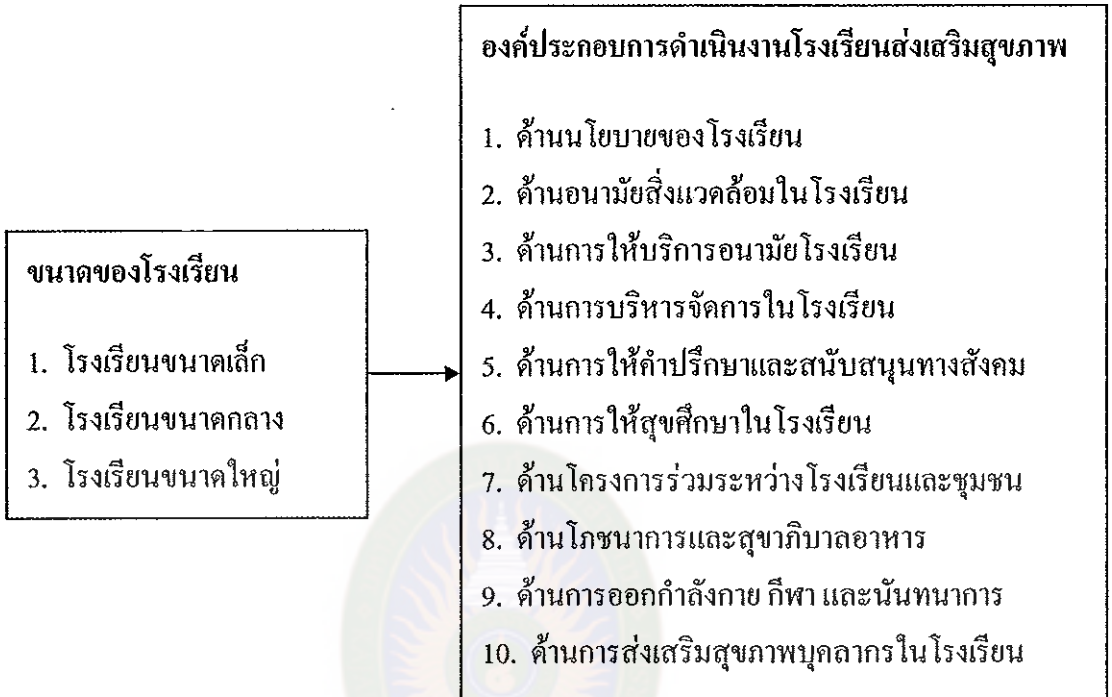 องค์ประกอบการดำเนินงานโรงเรียนส่งเสริมสุขภาพ
1. ด้านนโยบายของโรงเรียน
2. ด้านอนามัยสิ่งแวดล้อมในโรงเรียน
3. ด้านการให้บริการอนามัยโรงเรียน
4. ด้านการบริหารจัดการในโรงเรียน
5. ด้านการให้คำปรึกษาและสนับสนุนทางสังคม
6. ด้านการให้สุขศึกษาในโรงเรียน
7. ด้านโครงการร่วมระหว่างโรงเรียนและชุมชน
8. ด้านโภชนาการและสุขาภิบาลอาหาร
9. ด้านการออกกำลังกาย กีฬา และนันทนาการ
10. ด้านการส่งเสริมสุขภาพบุคลากรในโรงเรียน
ขนาดของโรงเรียน
1. โรงเรียนขนาดเล็ก
2. โรงเรียนขนาดกลาง
3. โรงเรียนขนาดใหญ่